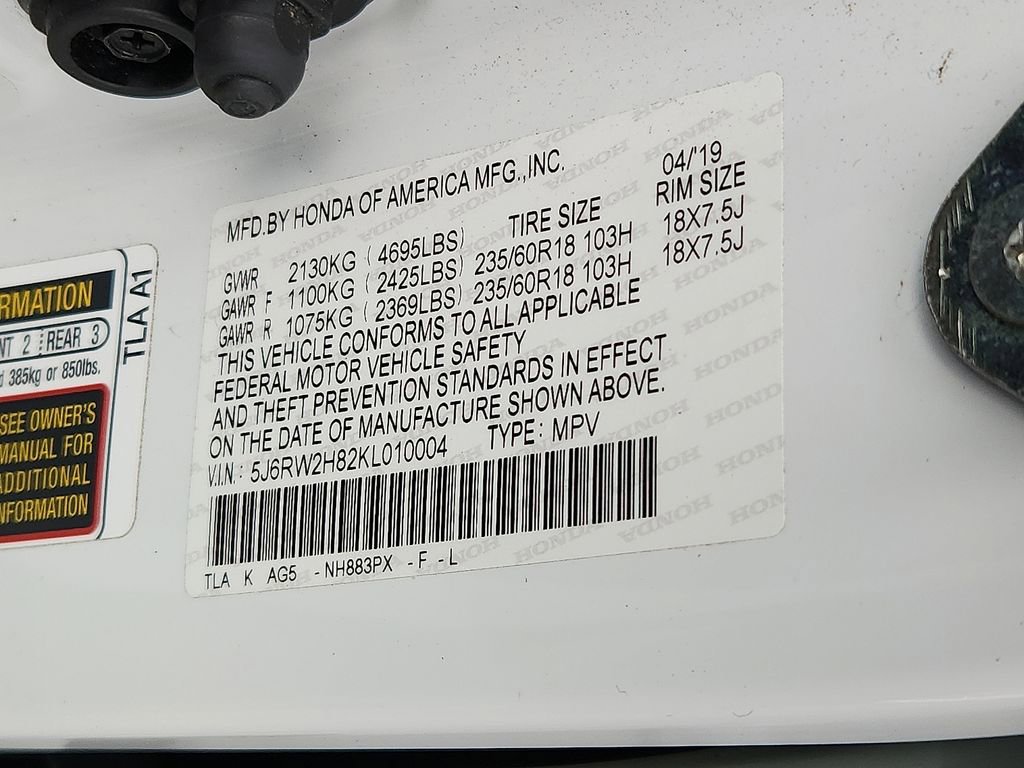 MFD.BY HONDA OF AMERICA MFG.,INC. 04/'19
TIRE SIZE RIM SIZE
GVWR 2130KG (4695LBS)
GAWR F 1100KG (2425LBS) 235/60R18 103H 18X7.5J
GAWR R 1075KG (2369LBS) 235/60R18 103H 18X7.5J
THIS VEHICLE CONFORMS TO ALL APPLICABLE
FEDERAL MOTOR VEHICLE SAFETY
AND THEFT PREVENTION STANDARDS IN EFFECT
ON THE DATE OF MANUFACTURE SHOWN ABOVE.
V.I.N.: 5J6RW2H82KL010004 TYPE: MPV
TLA K AG5 -NH883PX -F -L
TLA A1
RMATION
NT 2 REAR 3
385kg or 850lbs.
SEE OWNER'S
MANUAL FOR
ADDITIONAL
NFORMATION
HONDA